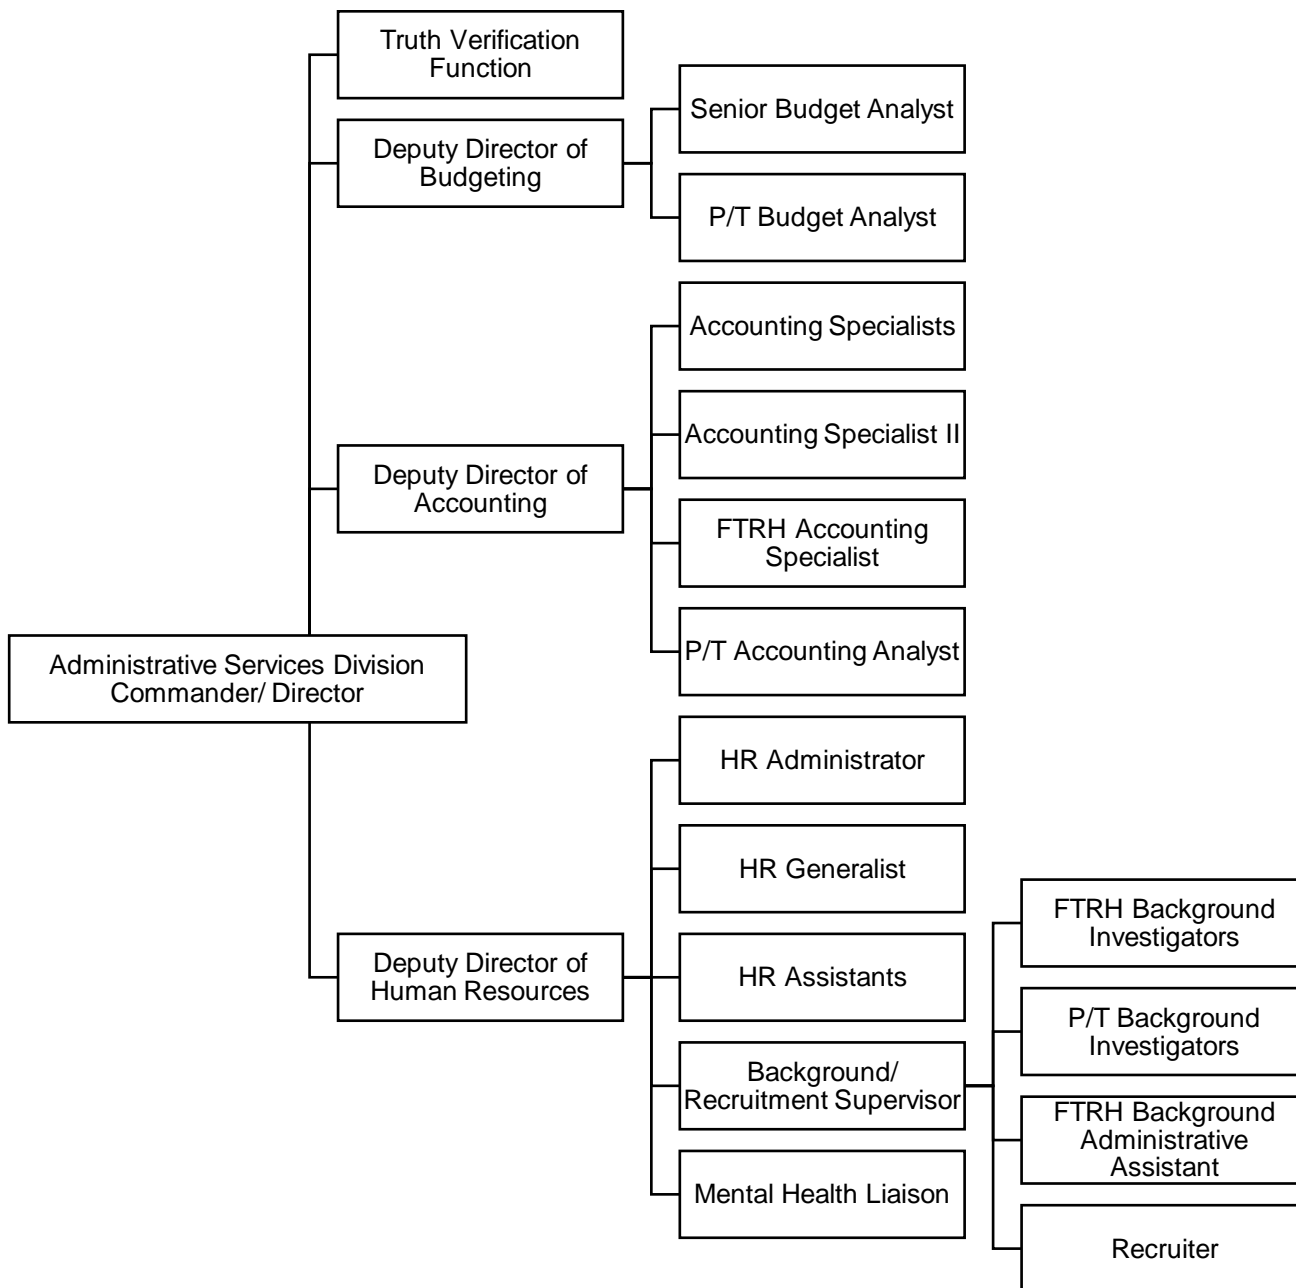 Truth Verification
Function
Deputy Director of
Budgeting
Senior Budget Analyst
P/T Budget Analyst
Deputy Director of
Accounting
Accounting Specialists
Accounting Specialist II
FTRH Accounting
Specialist
P/T Accounting Analyst
Administrative Services Division
Commander/ Director
Deputy Director of
Human Resources
HR Administrator
HR Generalist
HR Assistants
Background/
Recruitment Supervisor
Mental Health Liaison
FTRH Background
Investigators
P/T Background
Investigators
FTRH Background
Administrative
Assistant
Recruiter